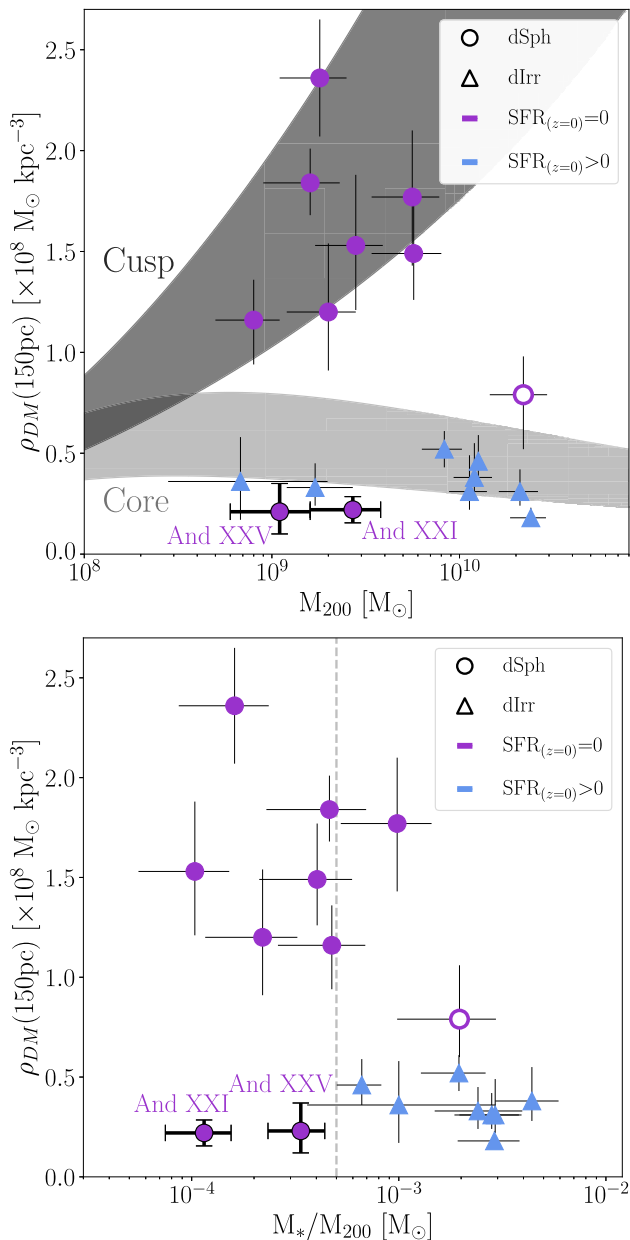 2.5
2.0
1.5
1.0
0.5
0.0
ρ_DM(150pc) [×10⁸ M⊙ kpc⁻³]
dSph
dIrr
SFR(z=0)=0
SFR(z=0)>0
Cusp
Core
And XXV
And XXI
10⁸
10⁹
10¹⁰
M₂₀₀ [M⊙]
2.5
2.0
1.5
1.0
0.5
0.0
ρ_DM(150pc) [×10⁸ M⊙ kpc⁻³]
dSph
dIrr
SFR(z=0)=0
SFR(z=0)>0
And XXV
And XXI
10⁻⁴
10⁻³
10⁻²
M*/M₂₀₀ [M⊙]